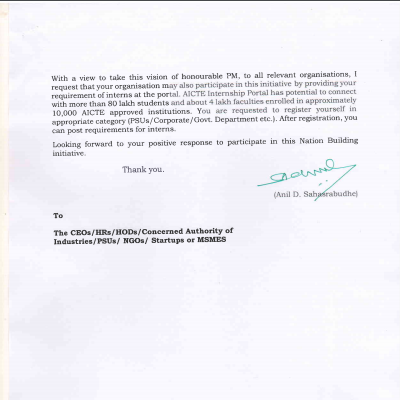 With a view to take this vision of honourable PM, to all relevant organisations, I
request that your organisation may also participate in this initiative by providing your
requirement of interns at the portal. AICTE Internship Portal has potential to connect
with more than 80 lakh students and about 4 lakh faculties enrolled in approximately
10,000 AICTE approved institutions. You are requested to register yourself in
appropriate category (PSUs/Corporate/Govt. Department etc.). After registration, you
can post requirements for interns.
Looking forward to your positive response to participate in this Nation Building
initiative.
Thank you.
(Anil D. Sahasrabudhe)
To
The CEOs/HRs/HODs/Concerned Authority of
Industries/PSUs/ NGOs/ Startups or MSMES